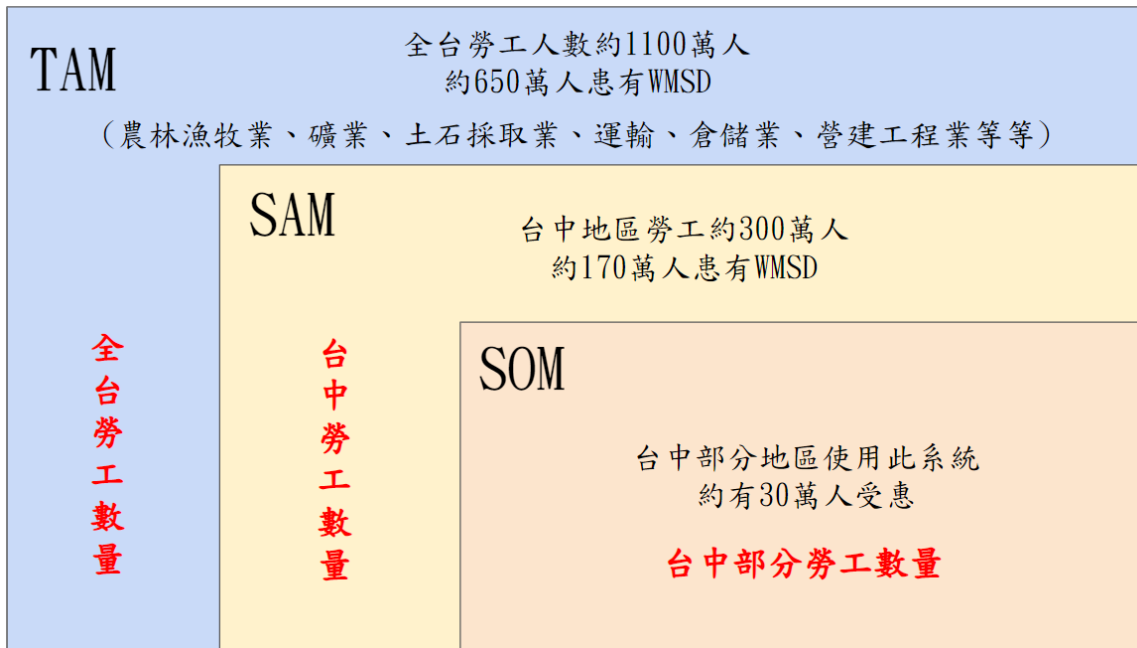 TAM
全台勞工人數約1100萬人
約650萬人患有WMSD
（農林漁牧業、礦業、土石採取業、運輸、倉儲業、營建工程業等等）
SAM
台中地區勞工約300萬人
約170萬人患有WMSD
全台勞工數量
台中勞工數量
SOM
台中部分地區使用此系統
約有30萬人受惠
台中部分勞工數量